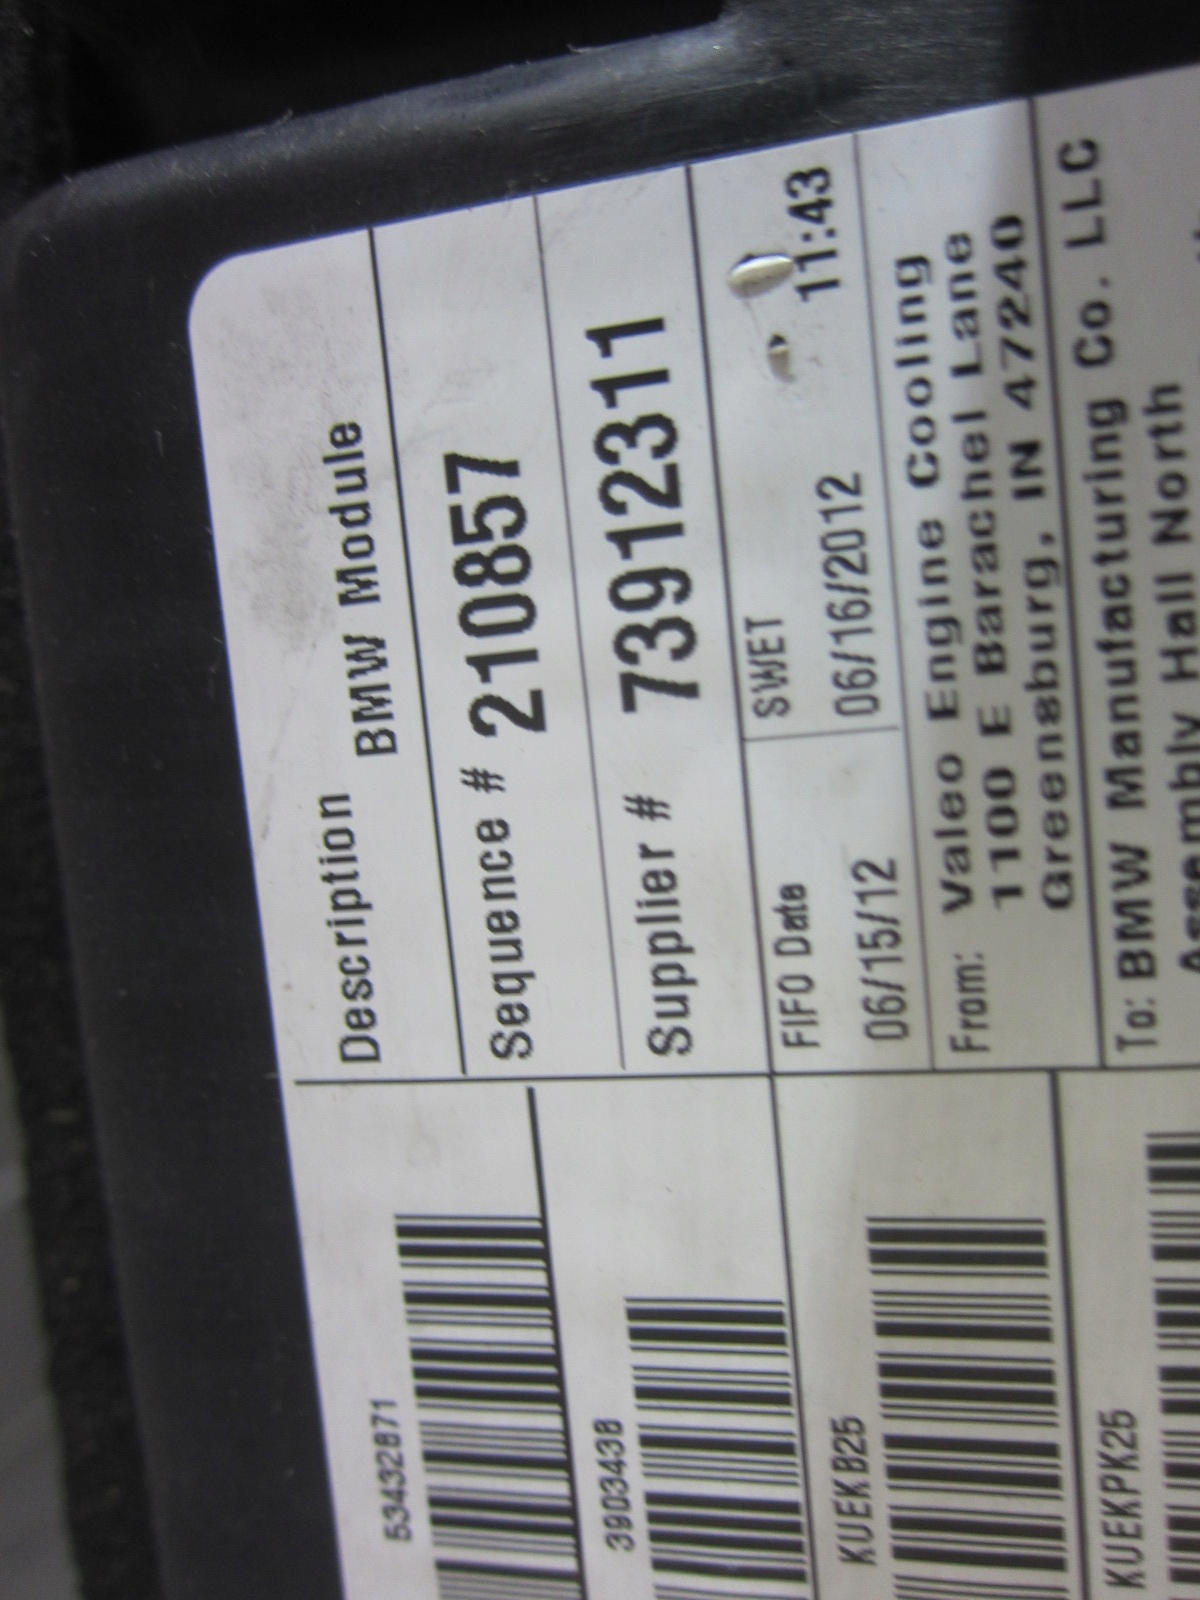 Description
BMW Module
Sequence # 210857
Supplier # 73912311
FIFO Date
06/15/12
SWET
06/16/2012 11:43
From: Valeo Engine Cooling
1100 E Barachel Lane
Greensburg, IN 47240
To: BMW Manufacturing Co. LLC
Assembly Hall North
53432871
3903438
KUEKB25
KUEKPK25